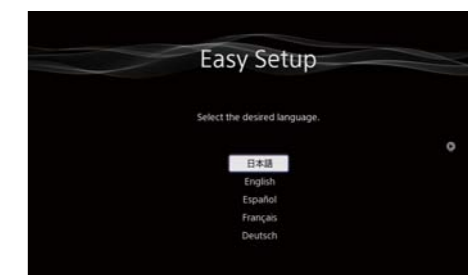 Easy Setup
Select the desired language.
日本語
English
Español
Français
Deutsch